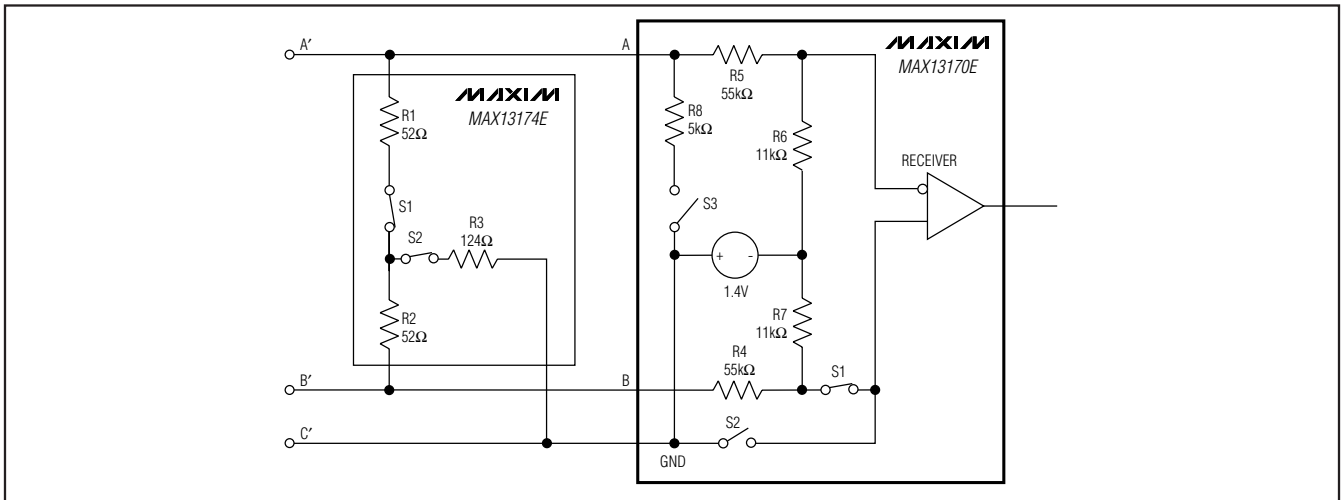 A′
A
MAXIM
MAX13170E
R5
55kΩ
MAXIM
MAX13174E
R1
52Ω
R8
5kΩ
R6
11kΩ
RECEIVER
S1
S3
S2
R3
124Ω
+
-
1.4V
R2
52Ω
R7
11kΩ
R4
55kΩ
S1
B′
B
S2
C′
GND